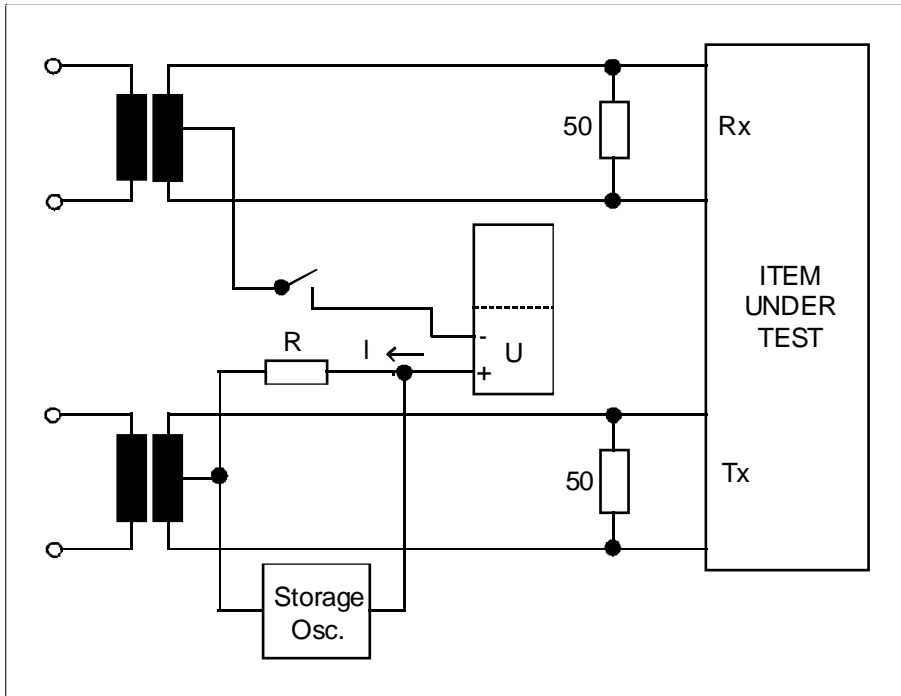 50
Rx
ITEM
UNDER
TEST
-
R
I
U
+
50
Tx
Storage
Osc.